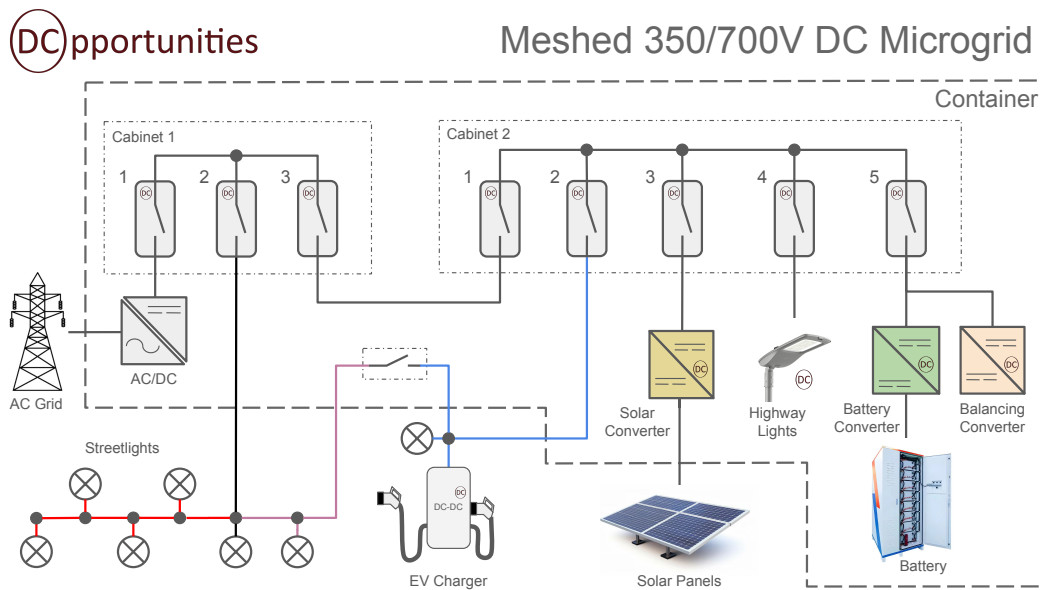 DCpportunities
Meshed 350/700V DC Microgrid
Container
Cabinet 1
Cabinet 2
1 2 3 1 2 3 4 5
DC DC DC DC DC DC DC DC
AC/DC
AC Grid
DC DC DC
DC
Solar
Converter
Highway
Lights
Battery
Converter
Balancing
Converter
Streetlights
DC
DC-DC
EV Charger
Solar Panels
Battery